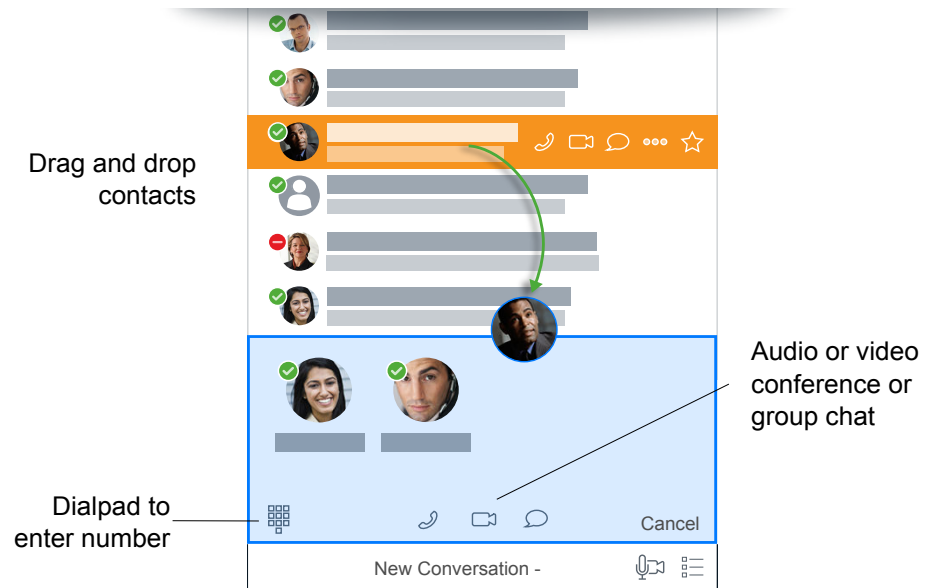 Drag and drop
contacts
Audio or video
conference or
group chat
Dialpad to
enter number
Cancel
New Conversation -